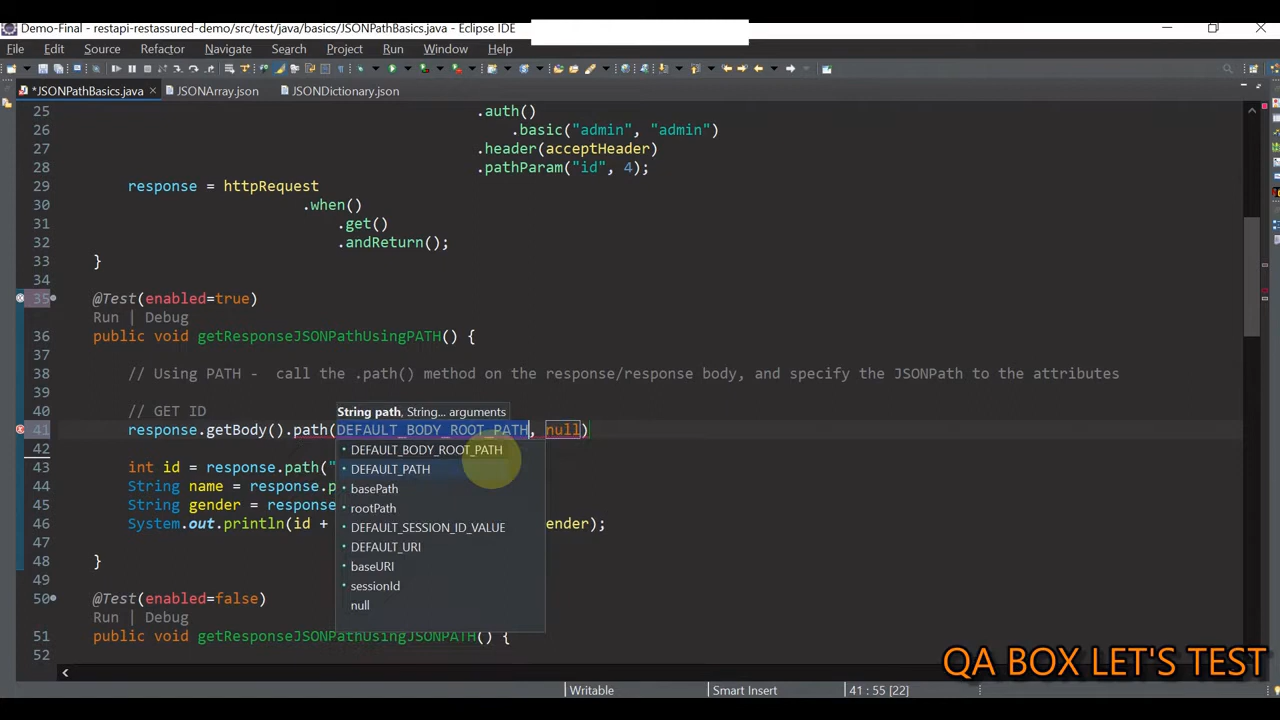 Demo-Final - restapi-restassured-demo/src/test/java/basics/JSONPathBasics.java - Eclipse IDE
File Edit Source Refactor Navigate Search Project Run Window Help
*JSONPathBasics.java JSONArray.json JSONDictionary.json
25 .auth()
26 .basic("admin", "admin")
27 .header(acceptHeader)
28 .pathParam("id", 4);
29 response = httpRequest
30 .when()
31 .get()
32 .andReturn();
33 }
34
35 @Test(enabled=true)
Run | Debug
36 public void getResponseJSONPathUsingPATH() {
37
38 // Using PATH - call the .path() method on the response/response body, and specify the JSONPath to the attributes
39
40 // GET ID
String path, String... arguments
41 response.getBody().path(DEFAULT_BODY_ROOT_PATH, null)
42
DEFAULT_BODY_ROOT_PATH
43 int id = response.path("
DEFAULT_PATH
44 String name = response.p
basePath
45 String gender = response
rootPath
46 System.out.println(id + ender);
DEFAULT_SESSION_ID_VALUE
47
DEFAULT_URI
48 }
baseURI
49
sessionId
50 @Test(enabled=false)
null
Run | Debug
51 public void getResponseJSONPathUsingJSONPATH() {
52
QA BOX LET'S TEST
Writable Smart Insert 41 : 55 [22]